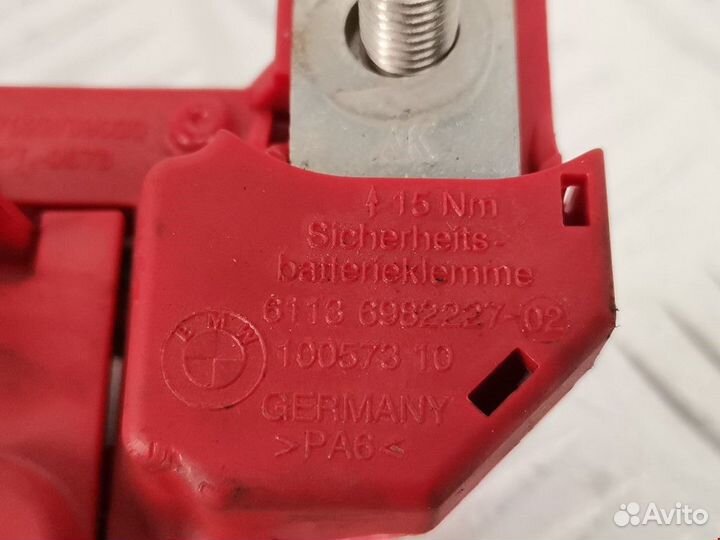 ↑ 15 Nm
Sicherheits-
batterieklemme
6113 6982227-02
BMW
100573 10
GERMANY
>PA6<
Avito